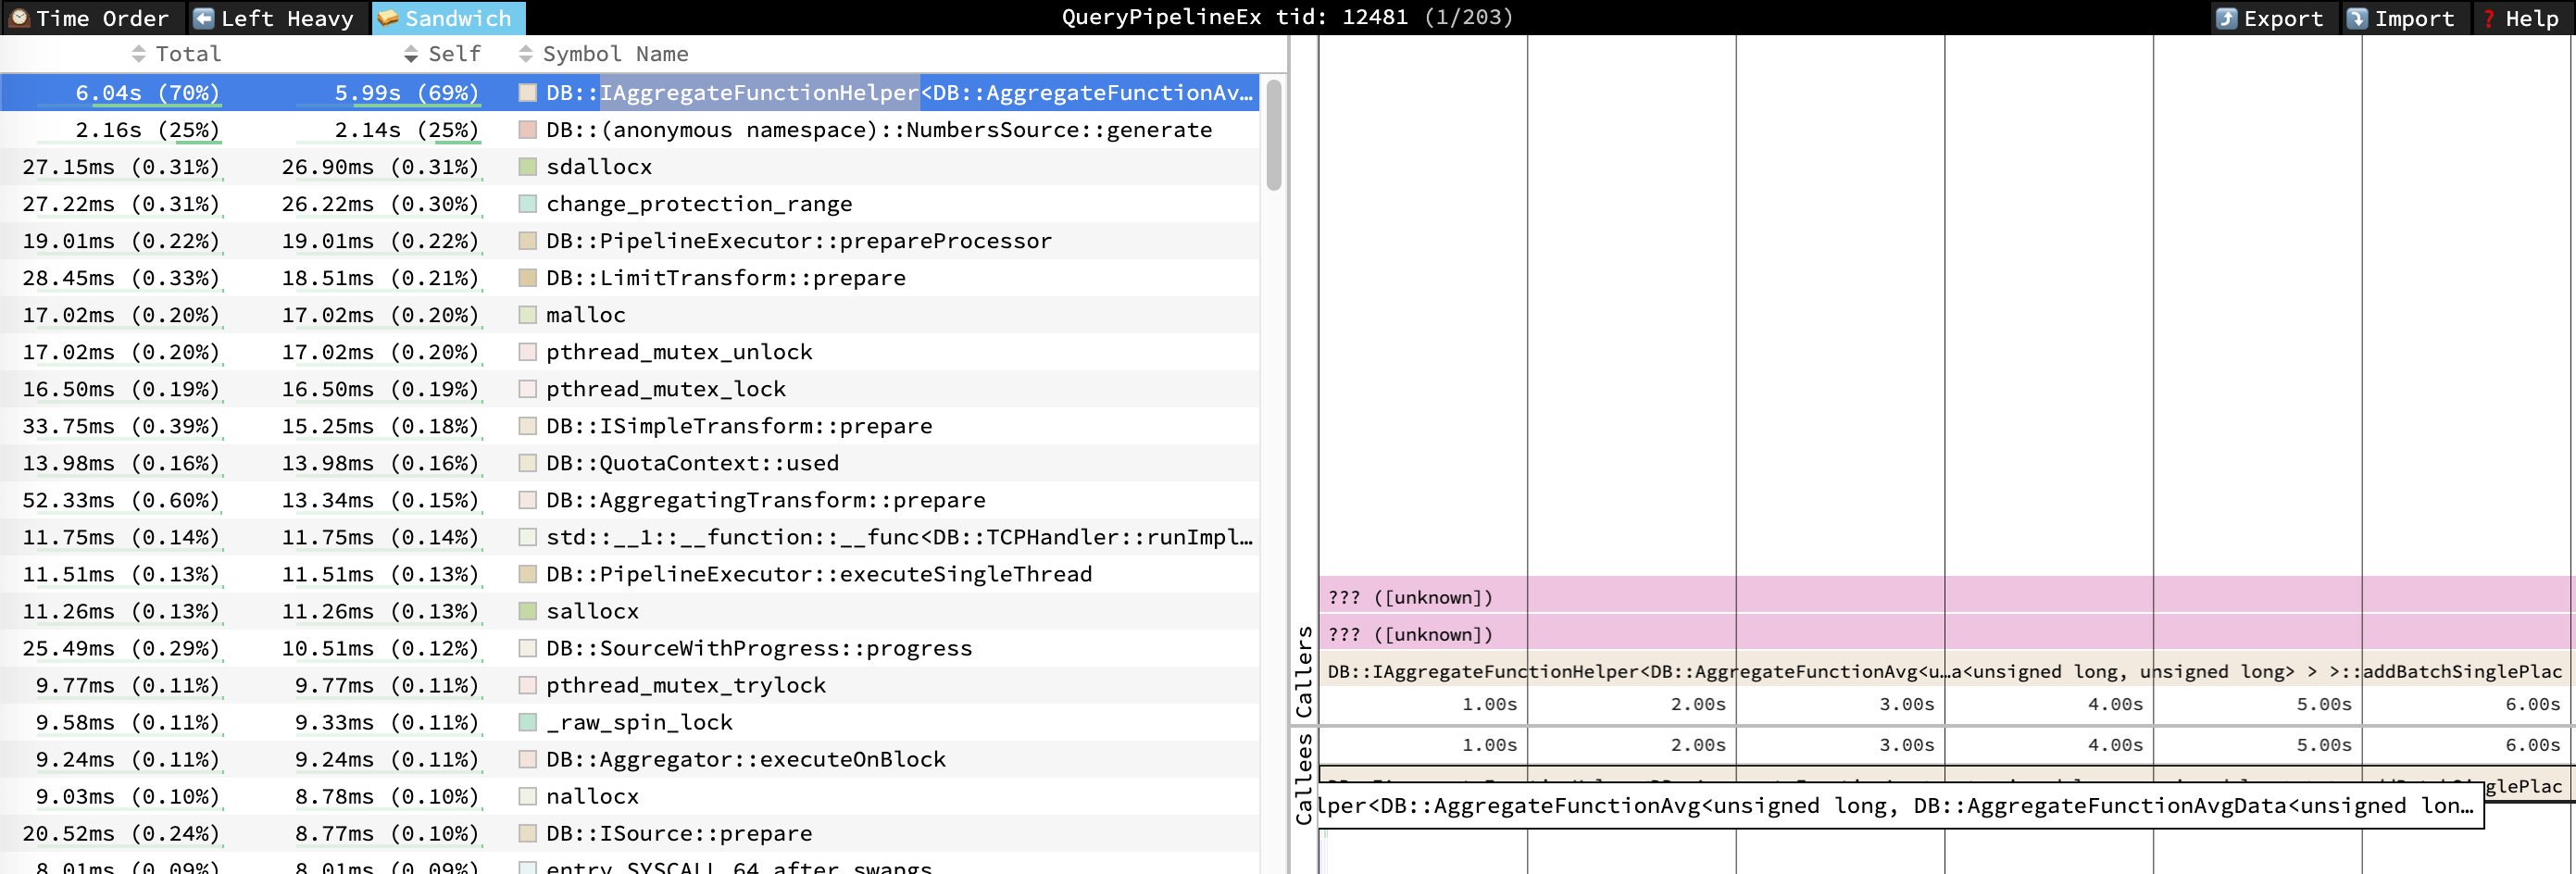 Time Order Left Heavy Sandwich QueryPipelineEx tid: 12481 (1/203) Export Import ? Help
Total Self Symbol Name
6.04s (70%) 5.99s (69%) DB::IAggregateFunctionHelper<DB::AggregateFunctionAv…
2.16s (25%) 2.14s (25%) DB::(anonymous namespace)::NumbersSource::generate
27.15ms (0.31%) 26.90ms (0.31%) sdallocx
27.22ms (0.31%) 26.22ms (0.30%) change_protection_range
19.01ms (0.22%) 19.01ms (0.22%) DB::PipelineExecutor::prepareProcessor
28.45ms (0.33%) 18.51ms (0.21%) DB::LimitTransform::prepare
17.02ms (0.20%) 17.02ms (0.20%) malloc
17.02ms (0.20%) 17.02ms (0.20%) pthread_mutex_unlock
16.50ms (0.19%) 16.50ms (0.19%) pthread_mutex_lock
33.75ms (0.39%) 15.25ms (0.18%) DB::ISimpleTransform::prepare
13.98ms (0.16%) 13.98ms (0.16%) DB::QuotaContext::used
52.33ms (0.60%) 13.34ms (0.15%) DB::AggregatingTransform::prepare
11.75ms (0.14%) 11.75ms (0.14%) std::__1::__function::__func<DB::TCPHandler::runImpl…
11.51ms (0.13%) 11.51ms (0.13%) DB::PipelineExecutor::executeSingleThread
11.26ms (0.13%) 11.26ms (0.13%) sallocx
25.49ms (0.29%) 10.51ms (0.12%) DB::SourceWithProgress::progress
9.77ms (0.11%) 9.77ms (0.11%) pthread_mutex_trylock
9.58ms (0.11%) 9.33ms (0.11%) _raw_spin_lock
9.24ms (0.11%) 9.24ms (0.11%) DB::Aggregator::executeOnBlock
9.03ms (0.10%) 8.78ms (0.10%) nallocx
20.52ms (0.24%) 8.77ms (0.10%) DB::ISource::prepare
8.01ms (0.09%) 8.01ms (0.09%) entry_SYSCALL_64_after_swapgs
Callers
??? ([unknown])
??? ([unknown])
DB::IAggregateFunctionHelper<DB::AggregateFunctionAvg<u…a<unsigned long, unsigned long> > >::addBatchSinglePlac
1.00s 2.00s 3.00s 4.00s 5.00s 6.00s
Callees
1.00s 2.00s 3.00s 4.00s 5.00s 6.00s
glePlac
lper<DB::AggregateFunctionAvg<unsigned long, DB::AggregateFunctionAvgData<unsigned lon…